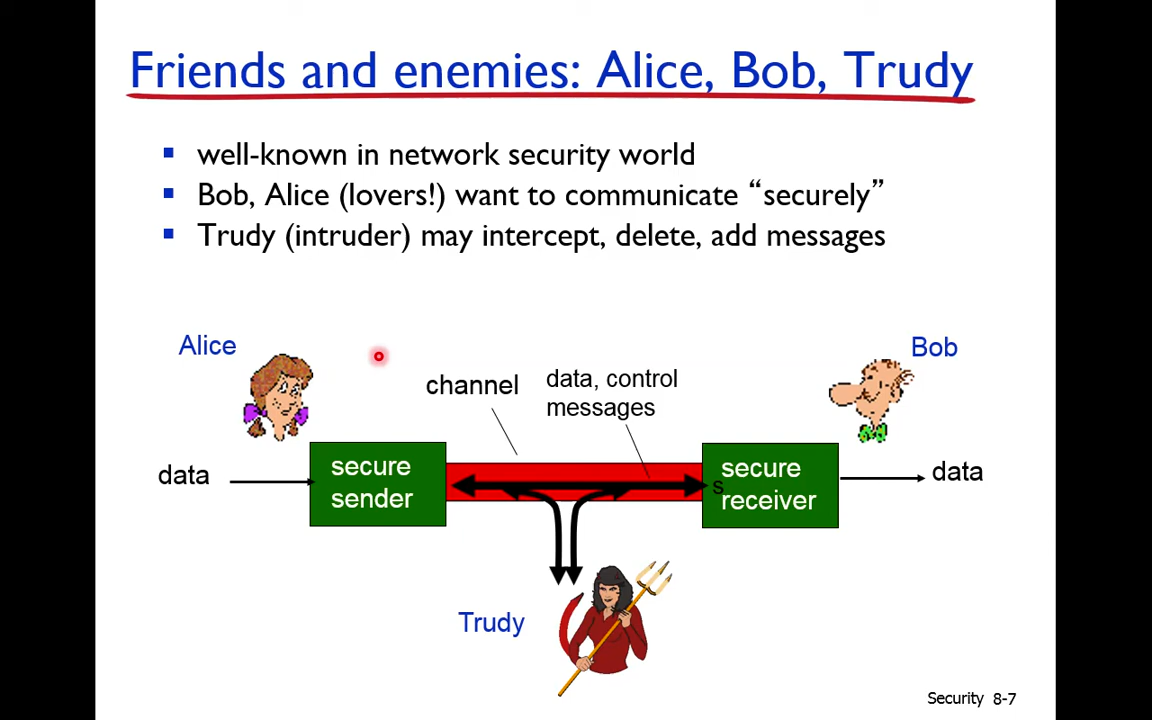 Friends and enemies: Alice, Bob, Trudy
well-known in network security world
Bob, Alice (lovers!) want to communicate “securely”
Trudy (intruder) may intercept, delete, add messages
Alice
Bob
channel
data, control
messages
data
secure
sender
s
secure
receiver
data
Trudy
Security 8-7